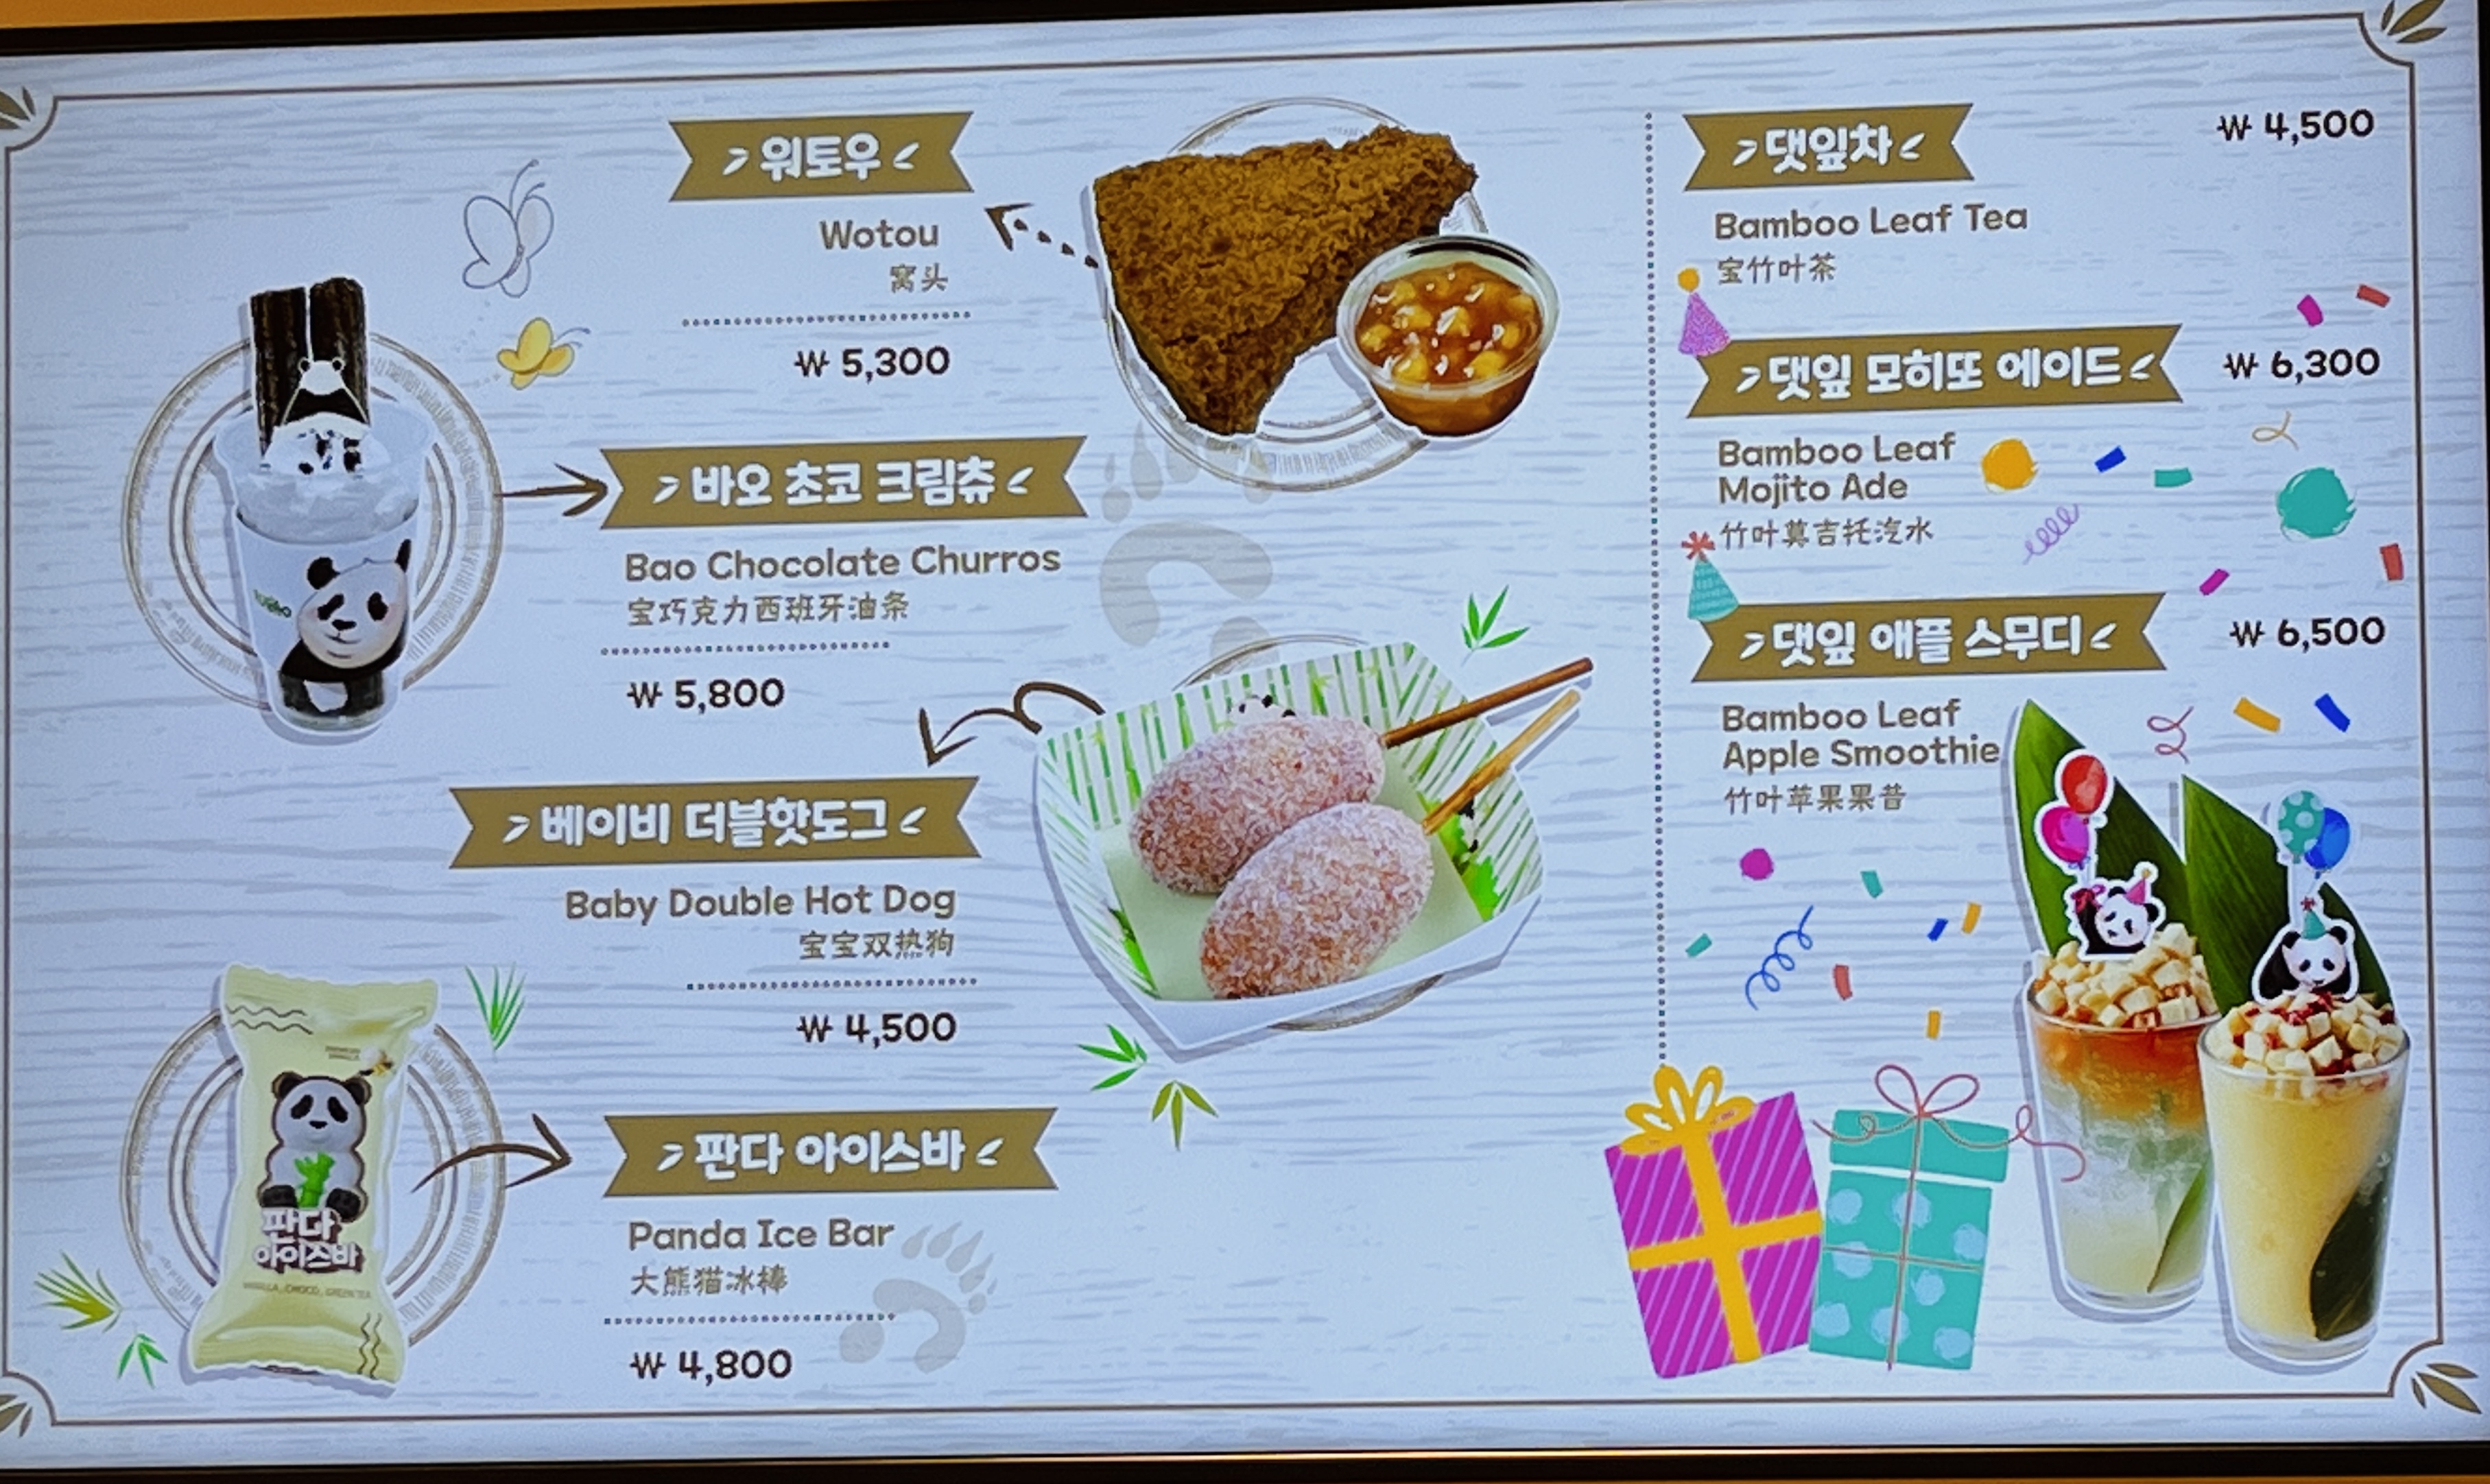 워토우
Wotou
窝头
₩ 5,300
바오 초코 크림츄
Bao Chocolate Churros
宝巧克力西班牙油条
₩ 5,800
베이비 더블핫도그
Baby Double Hot Dog
宝宝双热狗
₩ 4,500
판다 아이스바
Panda Ice Bar
大熊猫冰棒
₩ 4,800
판다
아이스바
VANILLA, CHOCO, GREEN TEA
댓잎차
₩ 4,500
Bamboo Leaf Tea
宝竹叶茶
댓잎 모히또 에이드
₩ 6,300
Bamboo Leaf
Mojito Ade
竹叶莫吉托汽水
댓잎 애플 스무디
₩ 6,500
Bamboo Leaf
Apple Smoothie
竹叶苹果果昔